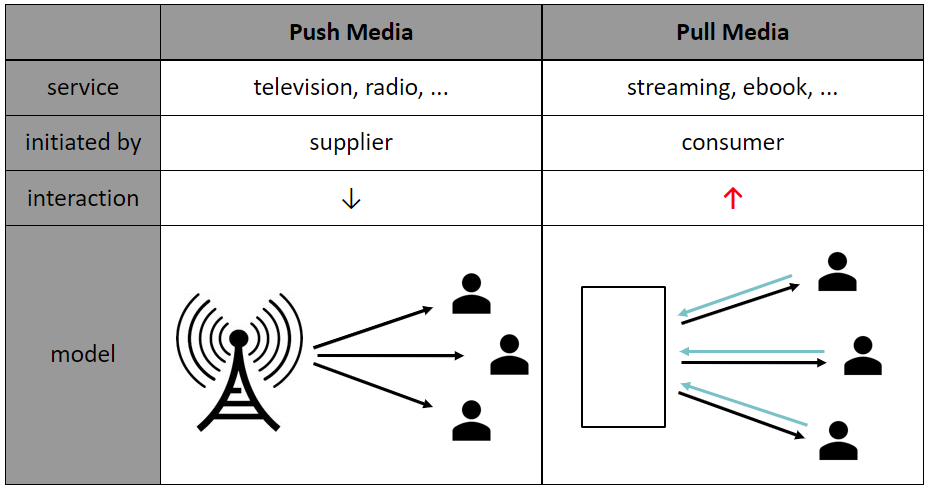 Push Media
Pull Media
service
television, radio, ...
streaming, ebook, ...
initiated by
supplier
consumer
interaction
↓
↑
model